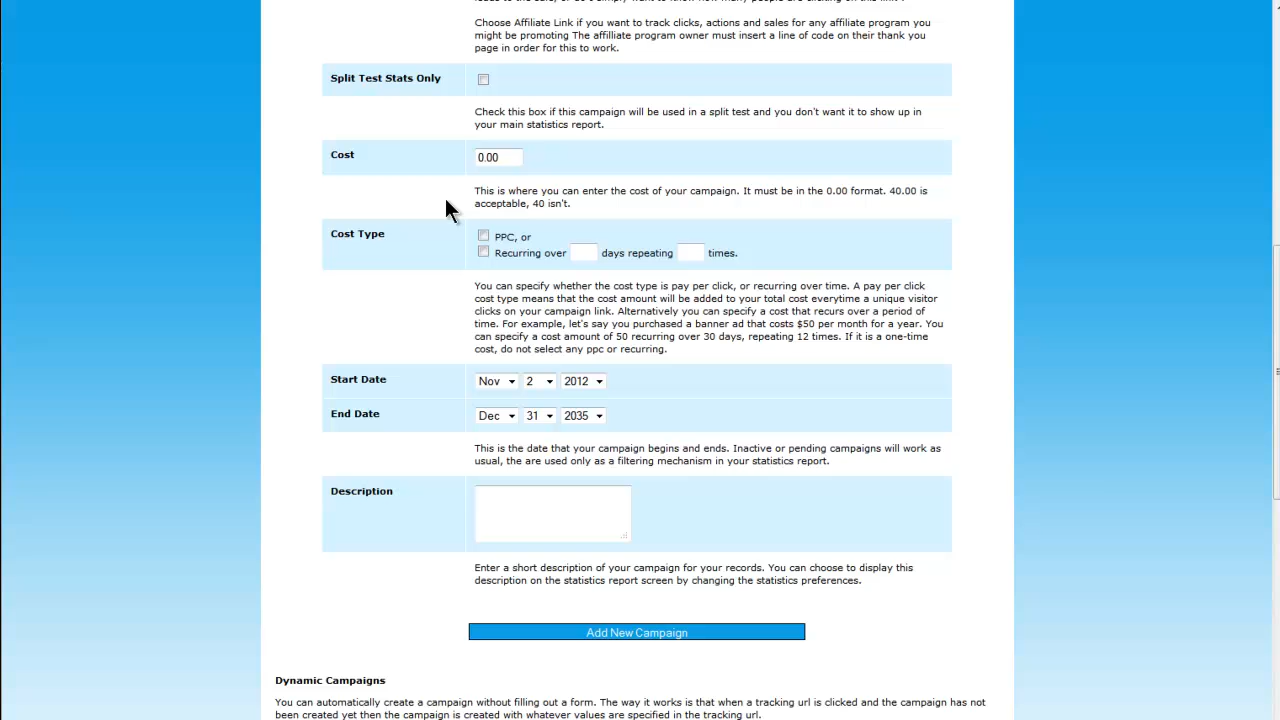 Choose Affiliate Link if you want to track clicks, actions and sales for any affiliate program you
might be promoting The affilliate program owner must insert a line of code on their thank you
page in order for this to work.
Split Test Stats Only
Check this box if this campaign will be used in a split test and you don't want it to show up in
your main statistics report.
Cost
0.00
This is where you can enter the cost of your campaign. It must be in the 0.00 format. 40.00 is
acceptable, 40 isn't.
Cost Type
PPC, or
Recurring over days repeating times.
You can specify whether the cost type is pay per click, or recurring over time. A pay per click
cost type means that the cost amount will be added to your total cost everytime a unique visitor
clicks on your campaign link. Alternatively you can specify a cost that recurs over a period of
time. For example, let's say you purchased a banner ad that costs $50 per month for a year. You
can specify a cost amount of 50 recurring over 30 days, repeating 12 times. If it is a one-time
cost, do not select any ppc or recurring.
Start Date
Nov 2 2012
End Date
Dec 31 2035
This is the date that your campaign begins and ends. Inactive or pending campaigns will work as
usual, the are used only as a filtering mechanism in your statistics report.
Description
Enter a short description of your campaign for your records. You can choose to display this
description on the statistics report screen by changing the statistics preferences.
Add New Campaign
Dynamic Campaigns
You can automatically create a campaign without filling out a form. The way it works is that when a tracking url is clicked and the campaign has not
been created yet then the campaign is created with whatever values are specified in the tracking url.